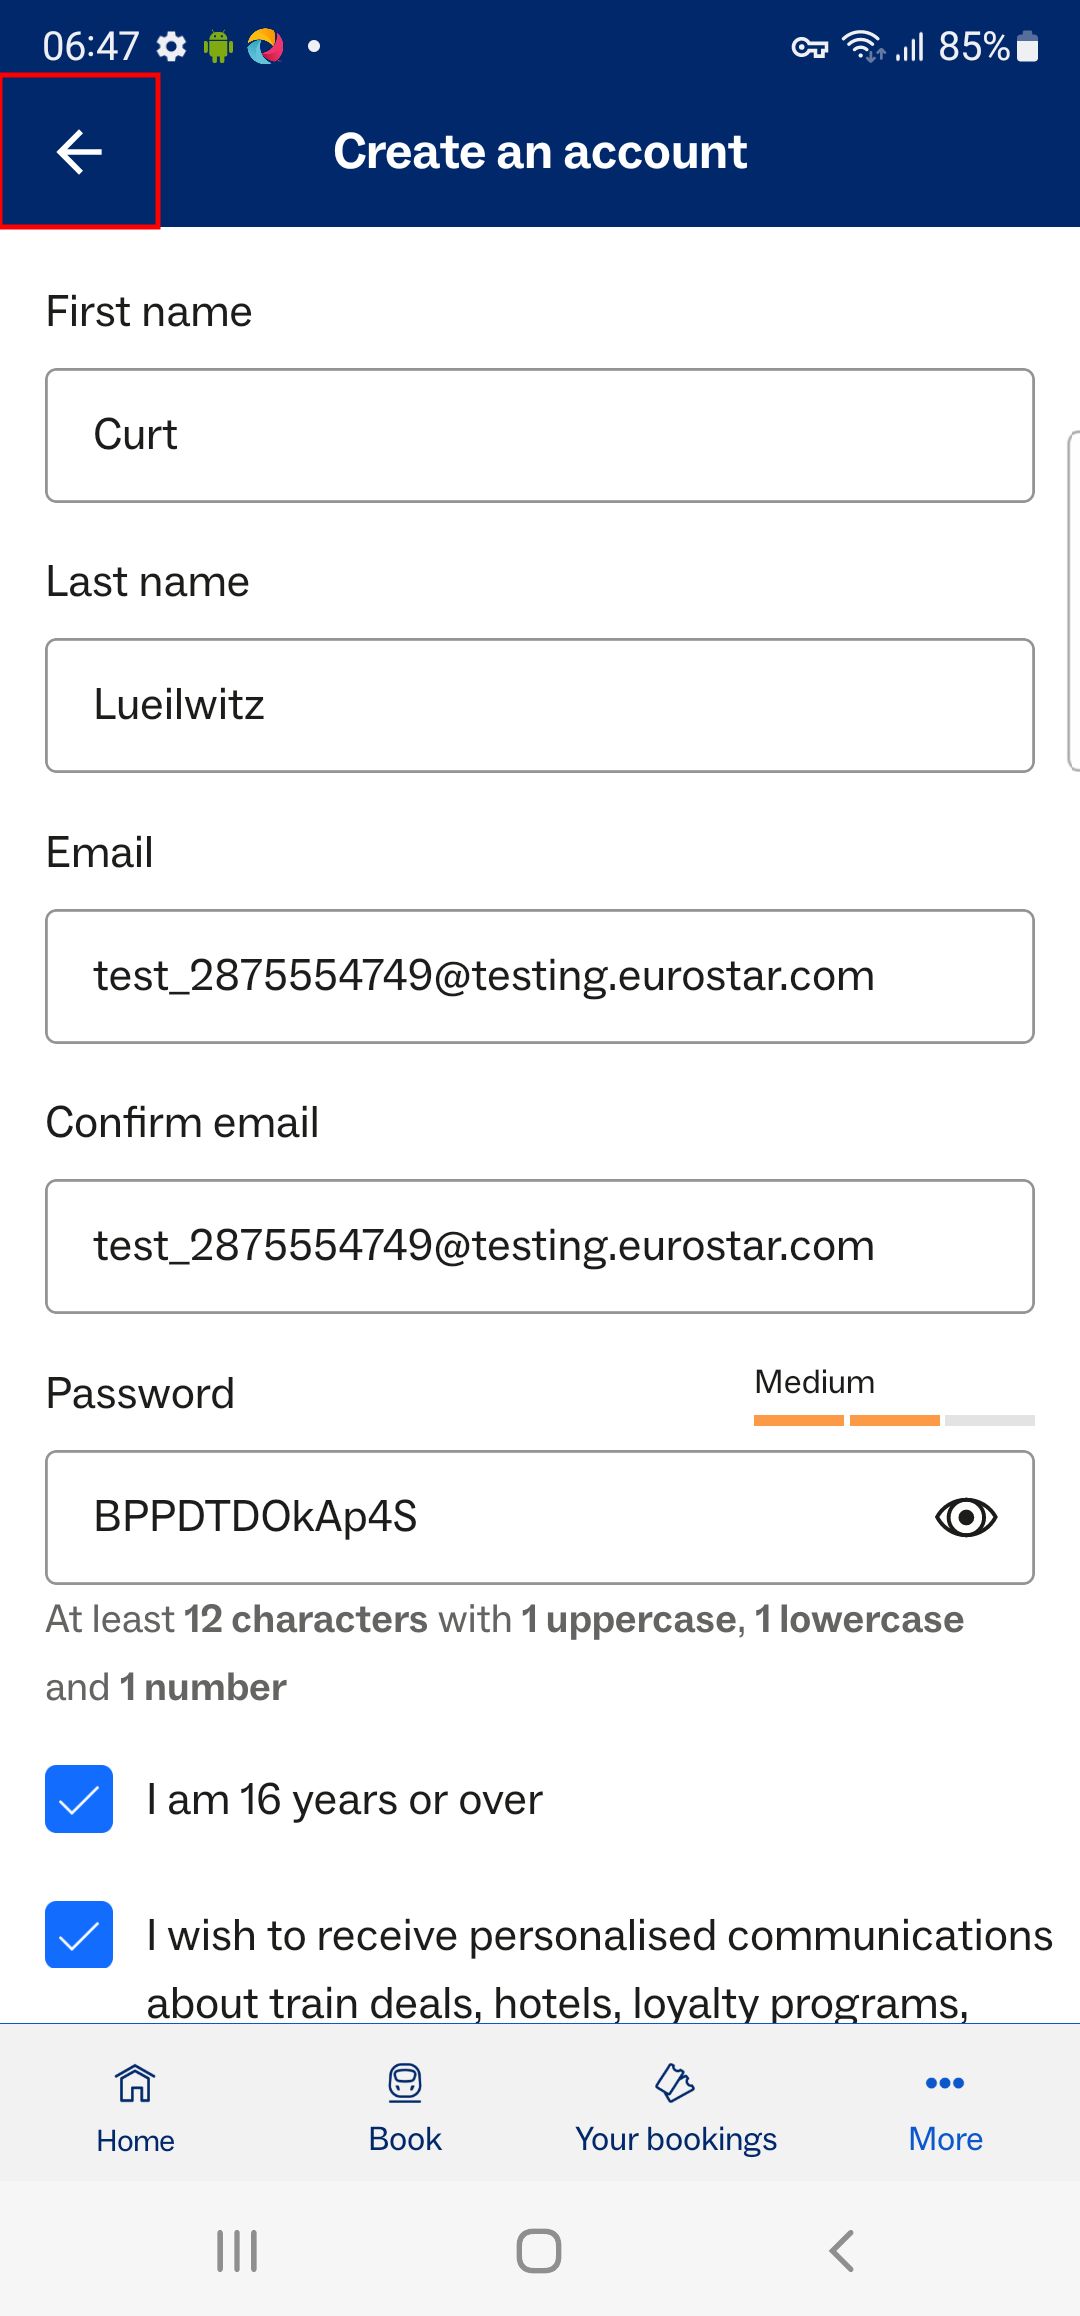 06:47
85%
Create an account
First name
Curt
Last name
Lueilwitz
Email
test_2875554749@testing.eurostar.com
Confirm email
test_2875554749@testing.eurostar.com
Password
Medium
BPPDTDOkAp4S
At least 12 characters with 1 uppercase, 1 lowercase
and 1 number
I am 16 years or over
I wish to receive personalised communications
about train deals, hotels, loyalty programs,
Home
Book
Your bookings
More